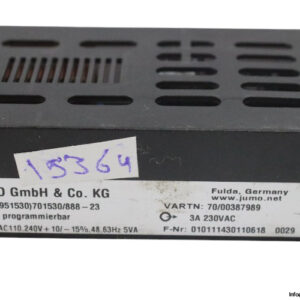 15364
O GmbH & Co. KG
Fulda, Germany
www.jumo.net
951530)701530/888-23
VARTN: 70/00387989
programmierbar
3A 230VAC
AC110.240V +10/-15%, 48.63Hz 5VA
F-Nr: 010111430110618 0029